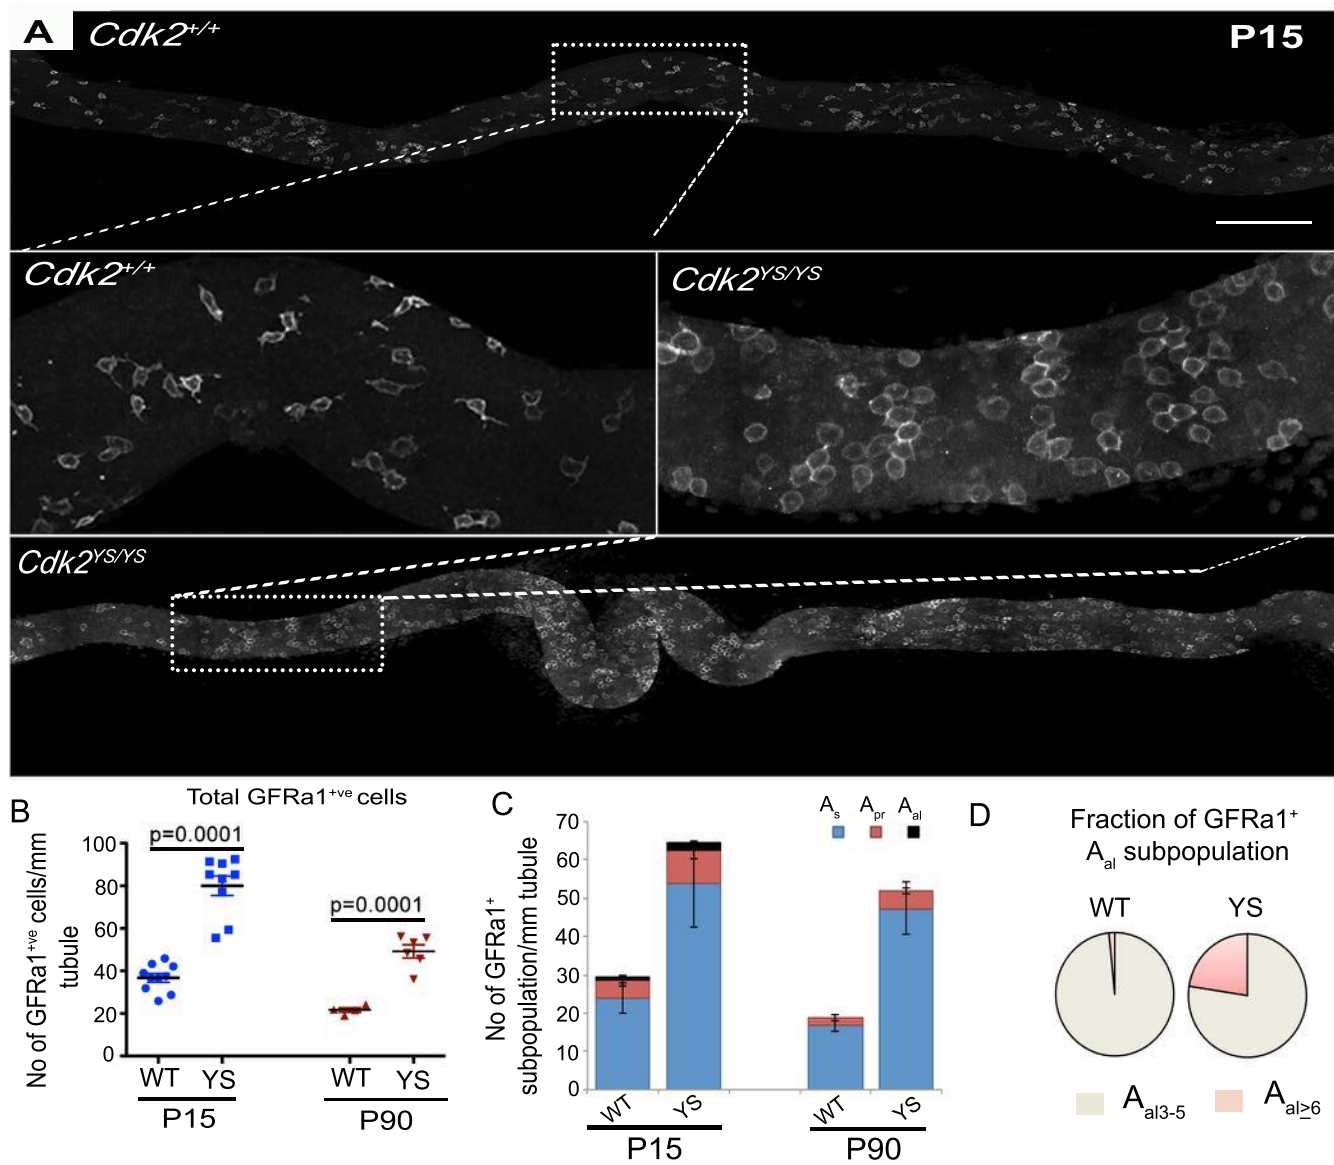 A Cdk2+/+ P15
Cdk2+/+
Cdk2YS/YS
Cdk2YS/YS
B
Total GFRa1+ve cells
p=0.0001
p=0.0001
No of GFRa1+ve cells/mm
tubule
100
80
60
40
20
0
WT YS WT YS
P15 P90
C
As Apr Aal
No of GFRa1+
subpopulation/mm tubule
70
60
50
40
30
20
10
0
WT YS WT YS
P15 P90
D
Fraction of GFRa1+
Aal subpopulation
WT YS
Aal3-5 Aal≥6